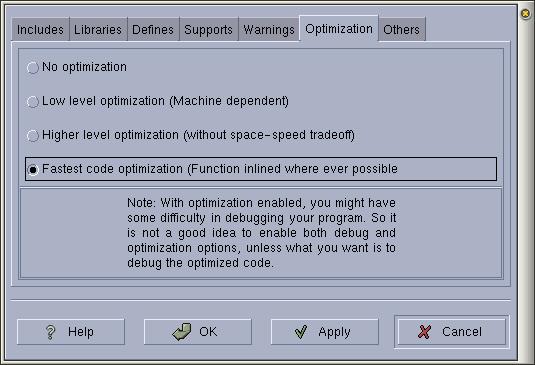 Includes Libraries Defines Supports Warnings Optimization Others
No optimization
Low level optimization (Machine dependent)
Higher level optimization (without space-speed tradeoff)
Fastest code optimization (Function inlined where ever possible
Note: With optimization enabled, you might have
some difficulty in debugging your program. So it
is not a good idea to enable both debug and
optimization options, unless what you want is to
debug the optimized code.
Help OK Apply Cancel